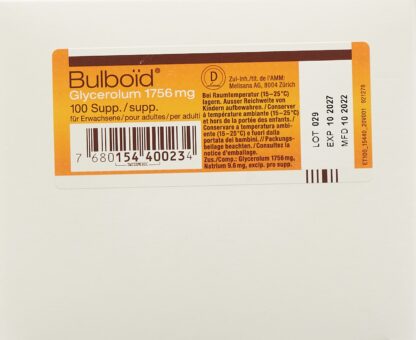 Bulboïd®
Glycerolum 1756 mg
100 Supp./supp.
für Erwachsene/pour adultes/per adulti
7 680154 400234
SWISSMEDIC
D
Zul-Inh./tit. de l'AMM:
Melisana AG, 8004 Zürich
Bei Raumtemperatur (15–25°C)
lagern. Ausser Reichweite von
Kindern aufbewahren./Conserver
à température ambiante (15–25°C)
et hors de la portée des enfants./
Conservare a temperatura ambi-
ente (15–25°C) e fuori dalla
portata dei bambini./Packungs-
beilage beachten./Consultez la
notice d'emballage.
Zus./Comp.: Glycerolum 1756 mg,
Natrium 9.6 mg, excip. pro supp.
LOT 029
EXP 10 2027
MFD 10 2022